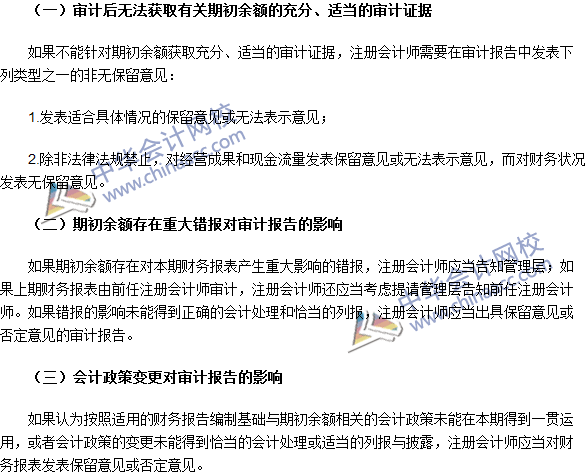 （一）审计后无法获取有关期初余额的充分、适当的审计证据
如果不能针对期初余额获取充分、适当的审计证据，注册会计师需要在审计报告中发表下
列类型之一的非无保留意见：
1.发表适合具体情况的保留意见或无法表示意见；
2.除非法律法规禁止，对经营成果和现金流量发表保留意见或无法表示意见，而对财务状况
发表无保留意见。
中华会计网校
www.chinaacc.com
（二）期初余额存在重大错报对审计报告的影响
如果期初余额存在对本期财务报表产生重大影响的错报，注册会计师应当告知管理层；如
果上期财务报表由前任注册会计师审计，注册会计师还应当考虑提请管理层告知前任注册会计
师。如果错报的影响未能得到正确的会计处理和恰当的列报，注册会计师应当出具保留意见或
否定意见的审计报告。
中华会计网校
www.chinaacc.com
（三）会计政策变更对审计报告的影响
如果认为按照适用的财务报告编制基础与期初余额相关的会计政策未能在本期得到一贯运
用，或者会计政策的变更未能得到恰当的会计处理或适当的列报与披露，注册会计师应当对财
务报表发表保留意见或否定意见。